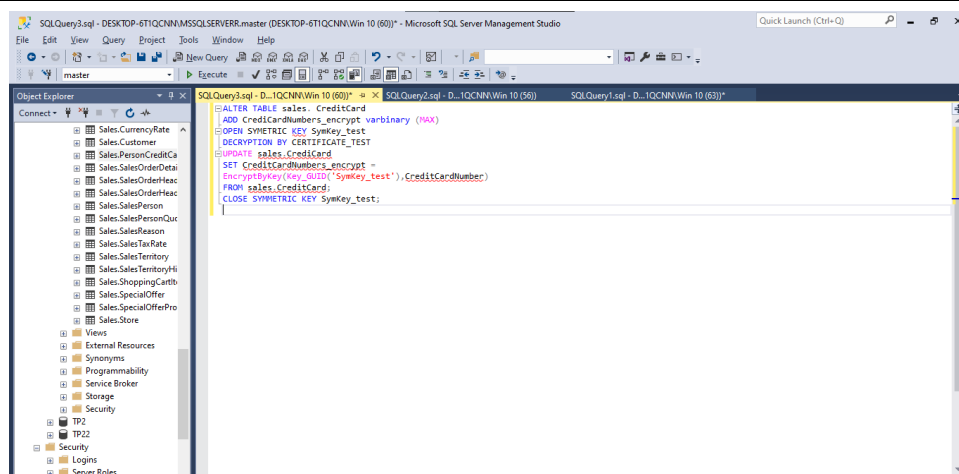 SQLQuery3.sql - DESKTOP-6T1QCNN\MSSQLSERVERR.master (DESKTOP-6T1QCNN\Win 10 (60))* - Microsoft SQL Server Management Studio
Quick Launch (Ctrl+Q)
File Edit View Query Project Tools Window Help
New Query
master Execute
Object Explorer
SQLQuery3.sql - D...1QCNN\Win 10 (60))* SQLQuery2.sql - D...1QCNN\Win 10 (56)) SQLQuery1.sql - D...1QCNN\Win 10 (63))*
Connect
Sales.CurrencyRate
Sales.Customer
Sales.PersonCreditCa
Sales.SalesOrderDetai
Sales.SalesOrderHeac
Sales.SalesOrderHeac
Sales.SalesPerson
Sales.SalesPersonQuc
Sales.SalesReason
Sales.SalesTaxRate
Sales.SalesTerritory
Sales.SalesTerritoryHi
Sales.ShoppingCartIte
Sales.SpecialOffer
Sales.SpecialOfferPro
Sales.Store
Views
External Resources
Synonyms
Programmability
Service Broker
Storage
Security
TP2
TP22
Security
Logins
Server Roles
ALTER TABLE sales. CreditCard
ADD CrediCardNumbers_encrypt varbinary (MAX)
OPEN SYMETRIC KEY SymKey_test
DECRYPTION BY CERTIFICATE_TEST
UPDATE sales.CrediCard
SET CreditCardNumbers_encrypt =
EncryptByKey(Key_GUID('SymKey_test'),CreditCardNumber)
FROM sales.CreditCard;
CLOSE SYMMETRIC KEY SymKey_test;